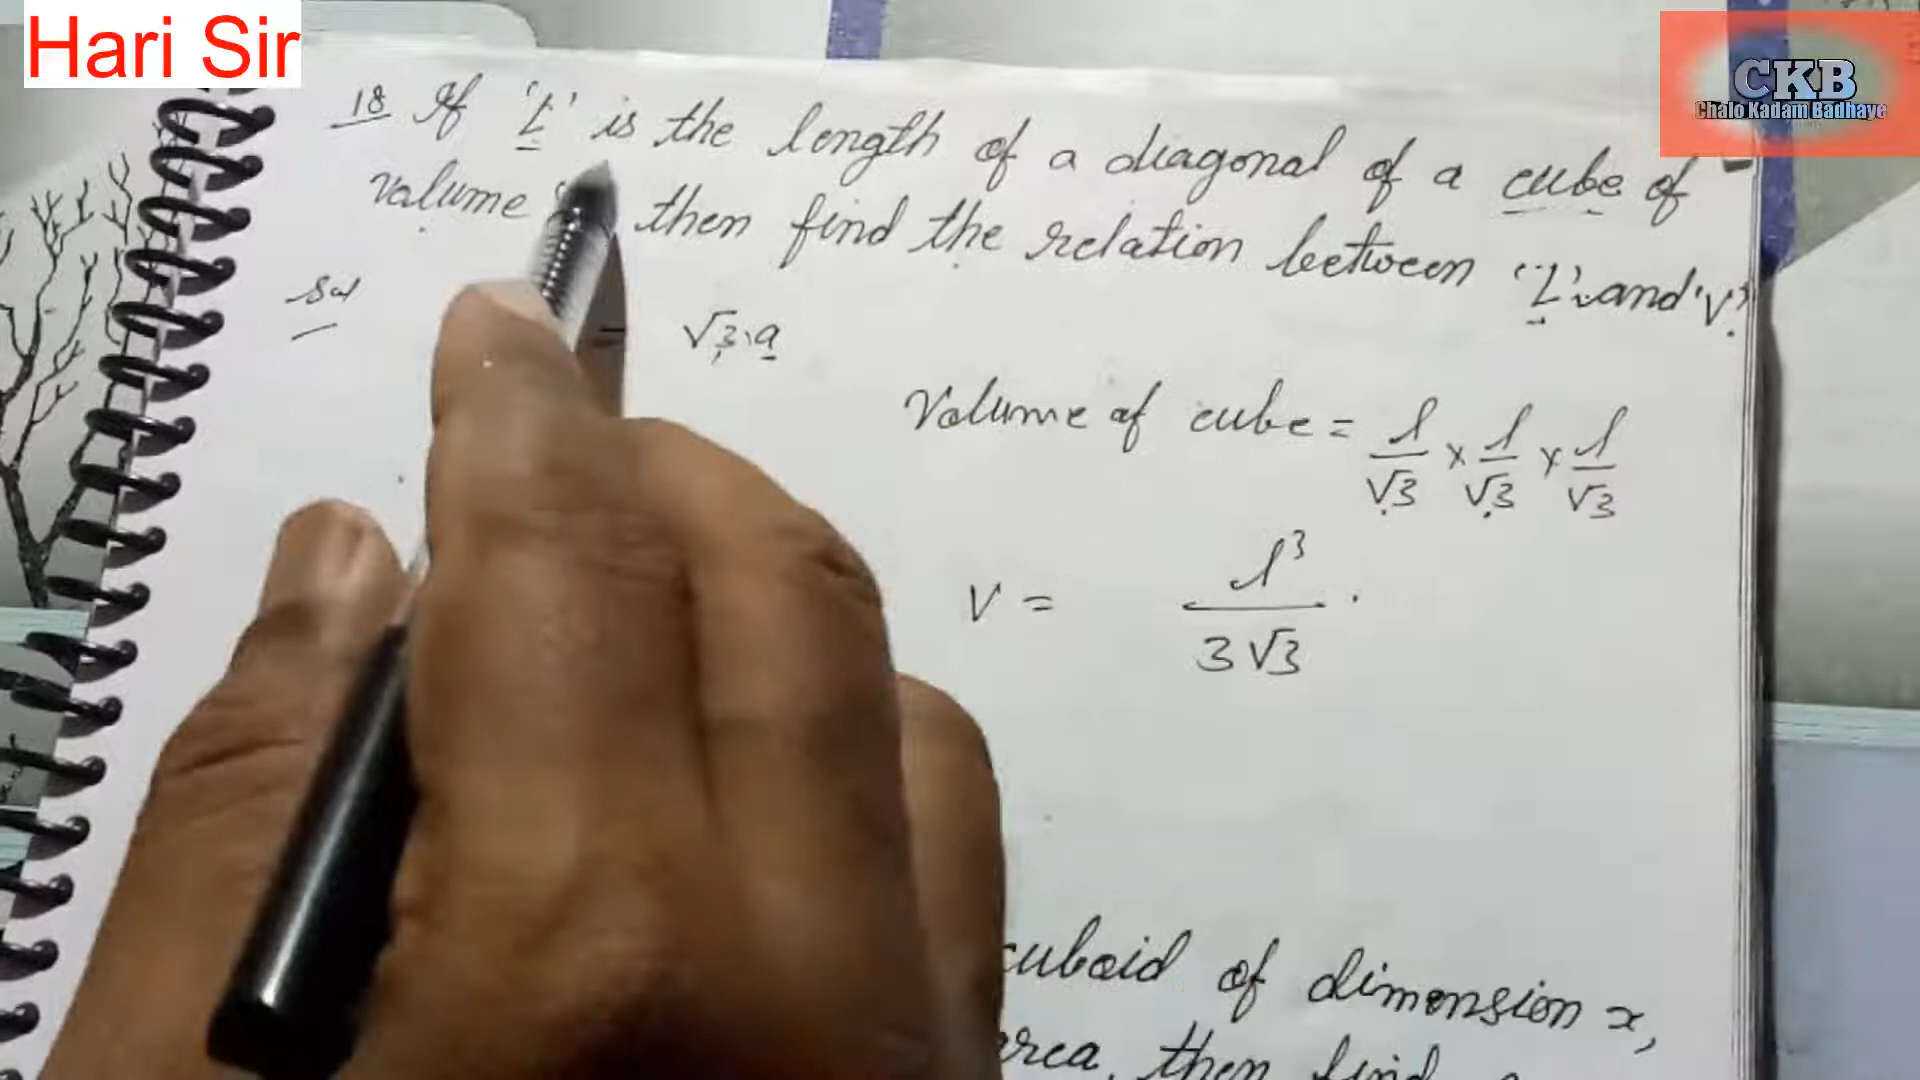 Hari Sir
CKB
Chalo Kadam Badhaye
18 If 'L' is the length of a diagonal of a cube of
volume then find the relation between 'L' and 'V'?
Sol
= √3·a
Volume of cube = l/√3 × l/√3 × l/√3
V = l³/3√3 .
cuboid of dimension x,
then find